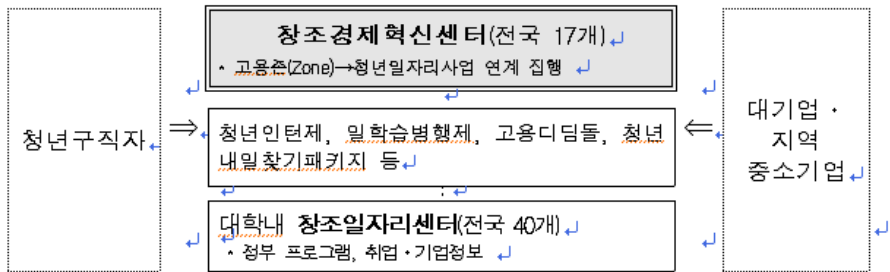 창조경제혁신센터(전국 17개)
* 고용존(Zone)→청년일자리사업 연계 집행
청년구직자
⇒
청년인턴제, 일학습병행제, 고용디딤돌, 청년
내일찾기패키지 등
⇐
대기업・
지역
중소기업
:
대학내 창조일자리센터(전국 40개)
* 정부 프로그램, 취업・기업정보